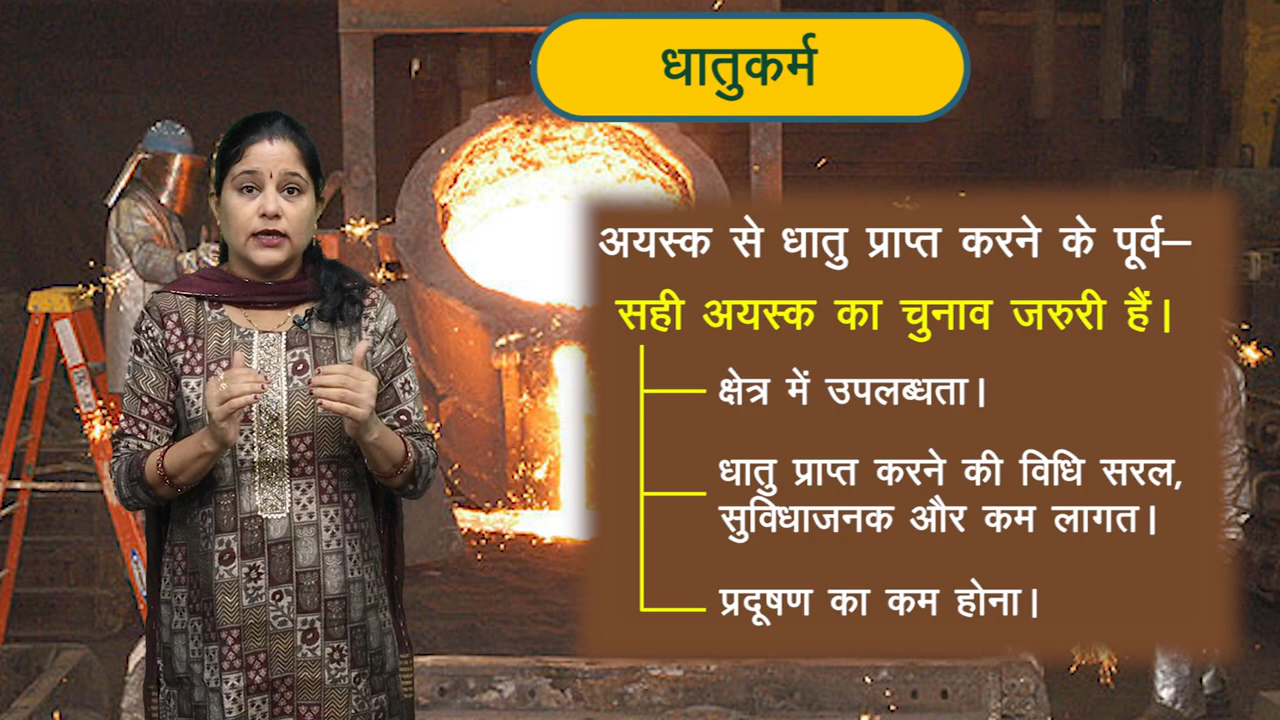 धातुकर्म
अयस्क से धातु प्राप्त करने के पूर्व–
सही अयस्क का चुनाव जरुरी हैं।
क्षेत्र में उपलब्धता।
धातु प्राप्त करने की विधि सरल,
सुविधाजनक और कम लागत।
प्रदूषण का कम होना।